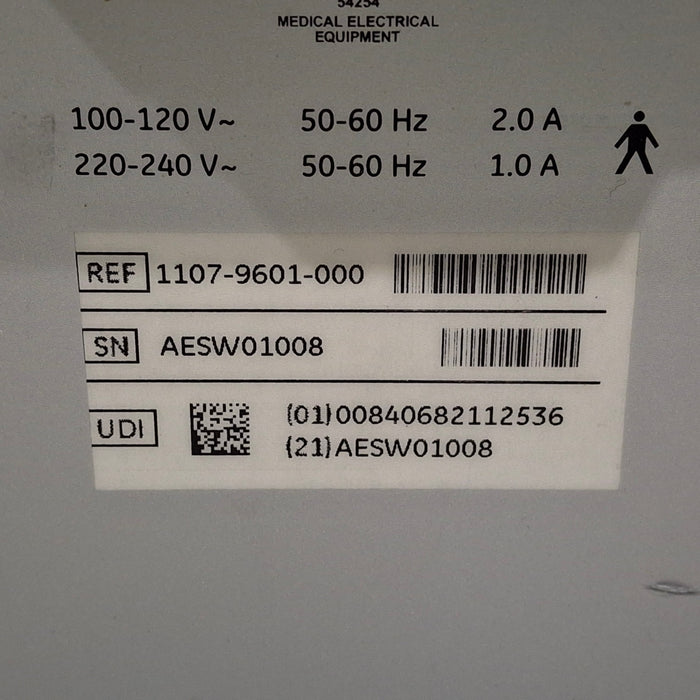 54254
MEDICAL ELECTRICAL
EQUIPMENT
100-120 V~ 50-60 Hz 2.0 A
220-240 V~ 50-60 Hz 1.0 A
REF 1107-9601-000
SN AESW01008
UDI (01)00840682112536
(21)AESW01008